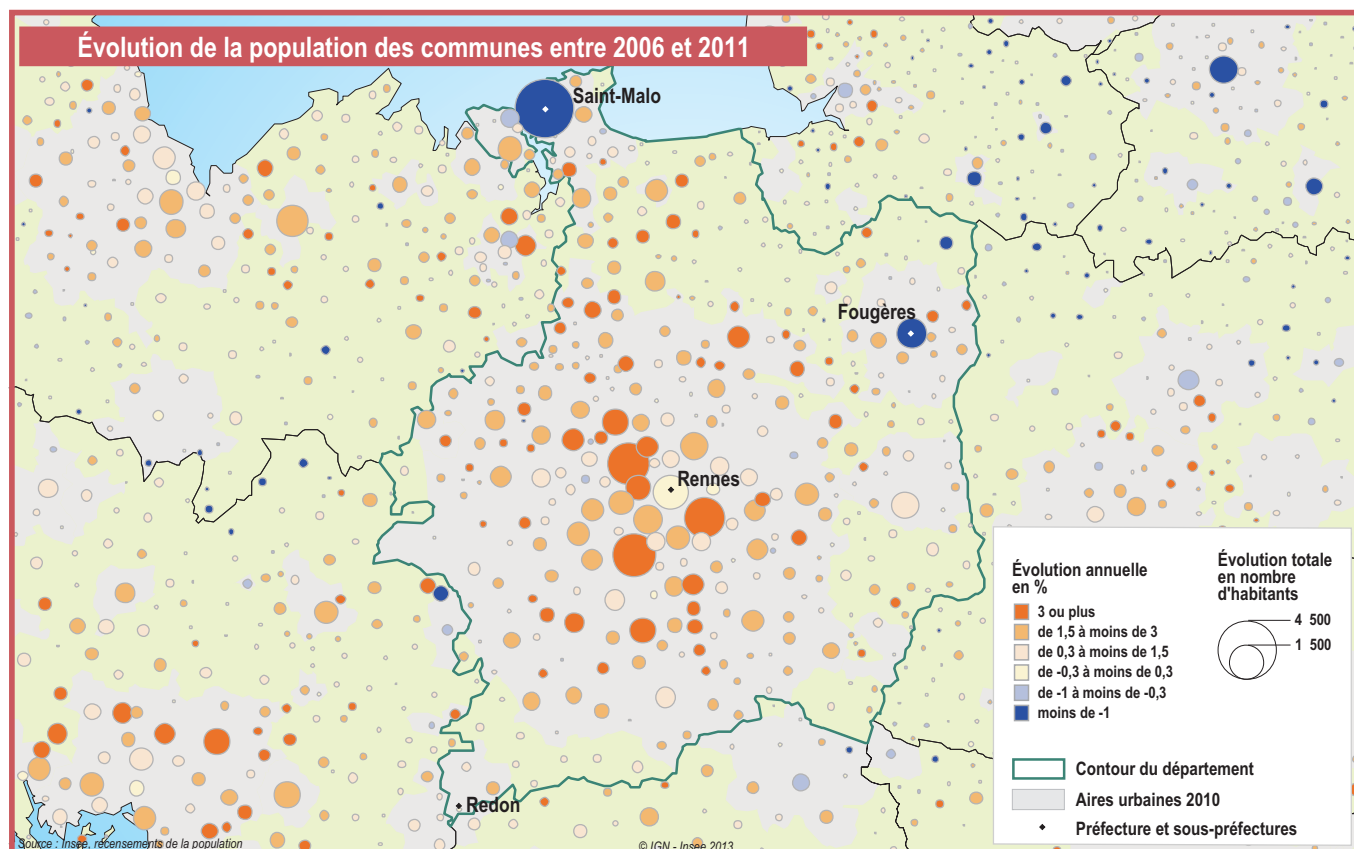 Évolution de la population des communes entre 2006 et 2011
Saint-Malo
Fougères
Rennes
Redon
Évolution annuelle
en %
3 ou plus
de 1,5 à moins de 3
de 0,3 à moins de 1,5
de -0,3 à moins de 0,3
de -1 à moins de -0,3
moins de -1
Évolution totale
en nombre
d'habitants
4 500
1 500
Contour du département
Aires urbaines 2010
Préfecture et sous-préfectures
Source : Insee, recensements de la population
© IGN - Insee 2013